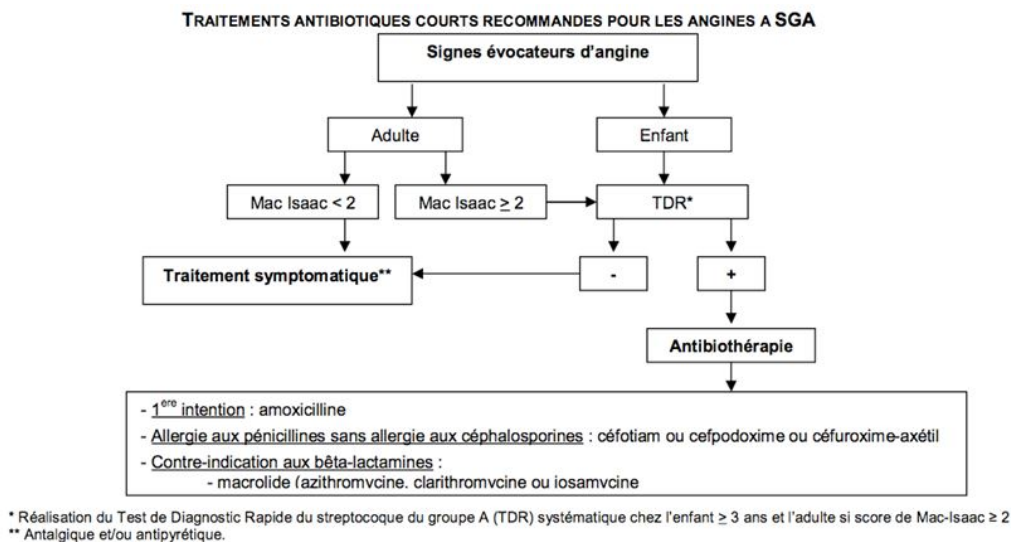 TRAITEMENTS ANTIBIOTIQUES COURTS RECOMMANDES POUR LES ANGINES A SGA
Signes évocateurs d'angine
Adulte
Enfant
Mac Isaac < 2
Mac Isaac ≥ 2
TDR*
Traitement symptomatique**
-
+
Antibiothérapie
- 1ere intention : amoxicilline
- Allergie aux pénicillines sans allergie aux céphalosporines : céfotiam ou cefpodoxime ou céfuroxime-axétil
- Contre-indication aux bêta-lactamines :
- macrolide (azithromycine, clarithromycine ou josamycine
* Réalisation du Test de Diagnostic Rapide du streptocoque du groupe A (TDR) systématique chez l'enfant ≥ 3 ans et l'adulte si score de Mac-Isaac ≥ 2
** Antalgique et/ou antipyrétique.